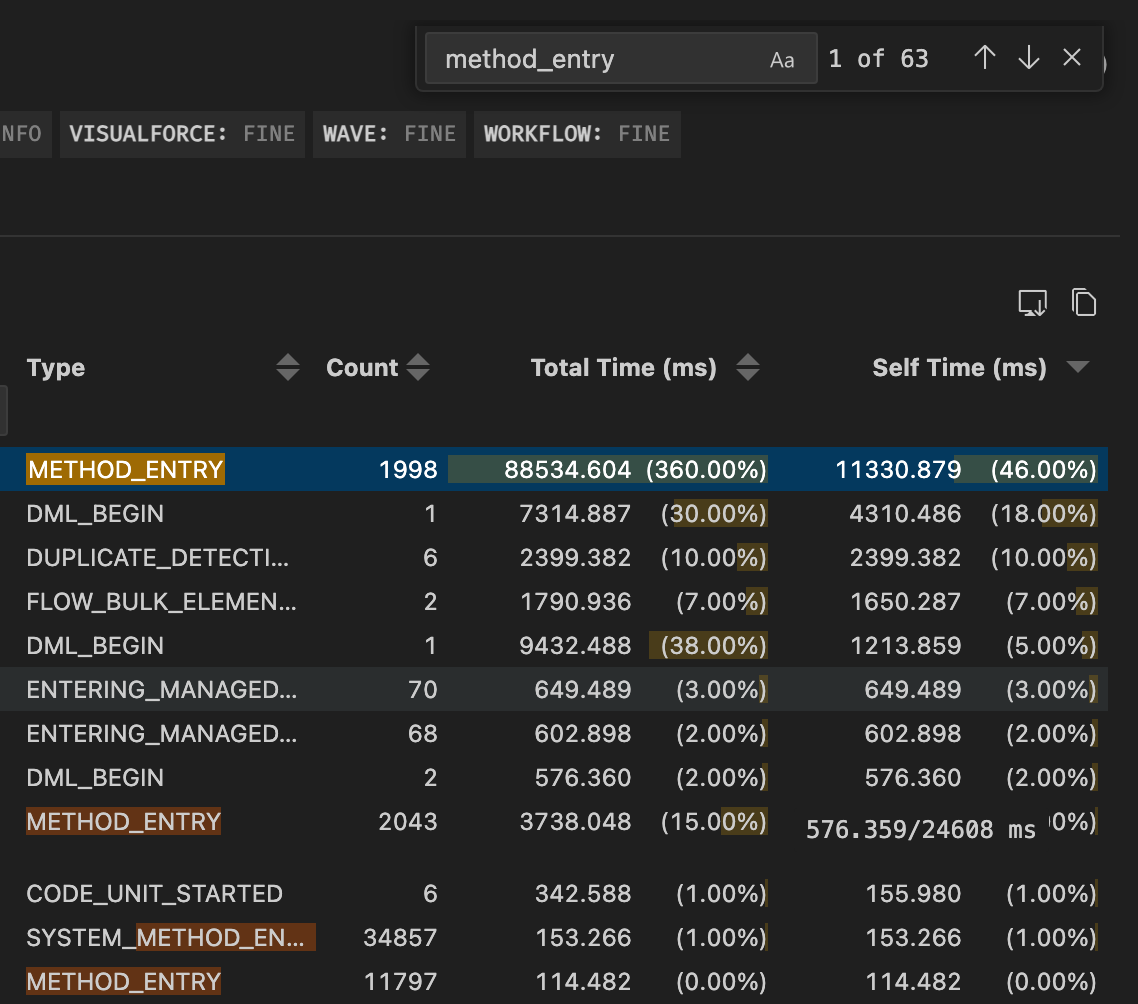 method_entry Aa 1 of 63
NFO VISUALFORCE: FINE WAVE: FINE WORKFLOW: FINE
Type Count Total Time (ms) Self Time (ms)
METHOD_ENTRY 1998 88534.604 (360.00%) 11330.879 (46.00%)
DML_BEGIN 1 7314.887 (30.00%) 4310.486 (18.00%)
DUPLICATE_DETECTI... 6 2399.382 (10.00%) 2399.382 (10.00%)
FLOW_BULK_ELEMEN... 2 1790.936 (7.00%) 1650.287 (7.00%)
DML_BEGIN 1 9432.488 (38.00%) 1213.859 (5.00%)
ENTERING_MANAGED... 70 649.489 (3.00%) 649.489 (3.00%)
ENTERING_MANAGED... 68 602.898 (2.00%) 602.898 (2.00%)
DML_BEGIN 2 576.360 (2.00%) 576.360 (2.00%)
METHOD_ENTRY 2043 3738.048 (15.00%) 576.359/24608 ms 0%)
CODE_UNIT_STARTED 6 342.588 (1.00%) 155.980 (1.00%)
SYSTEM_METHOD_EN... 34857 153.266 (1.00%) 153.266 (1.00%)
METHOD_ENTRY 11797 114.482 (0.00%) 114.482 (0.00%)